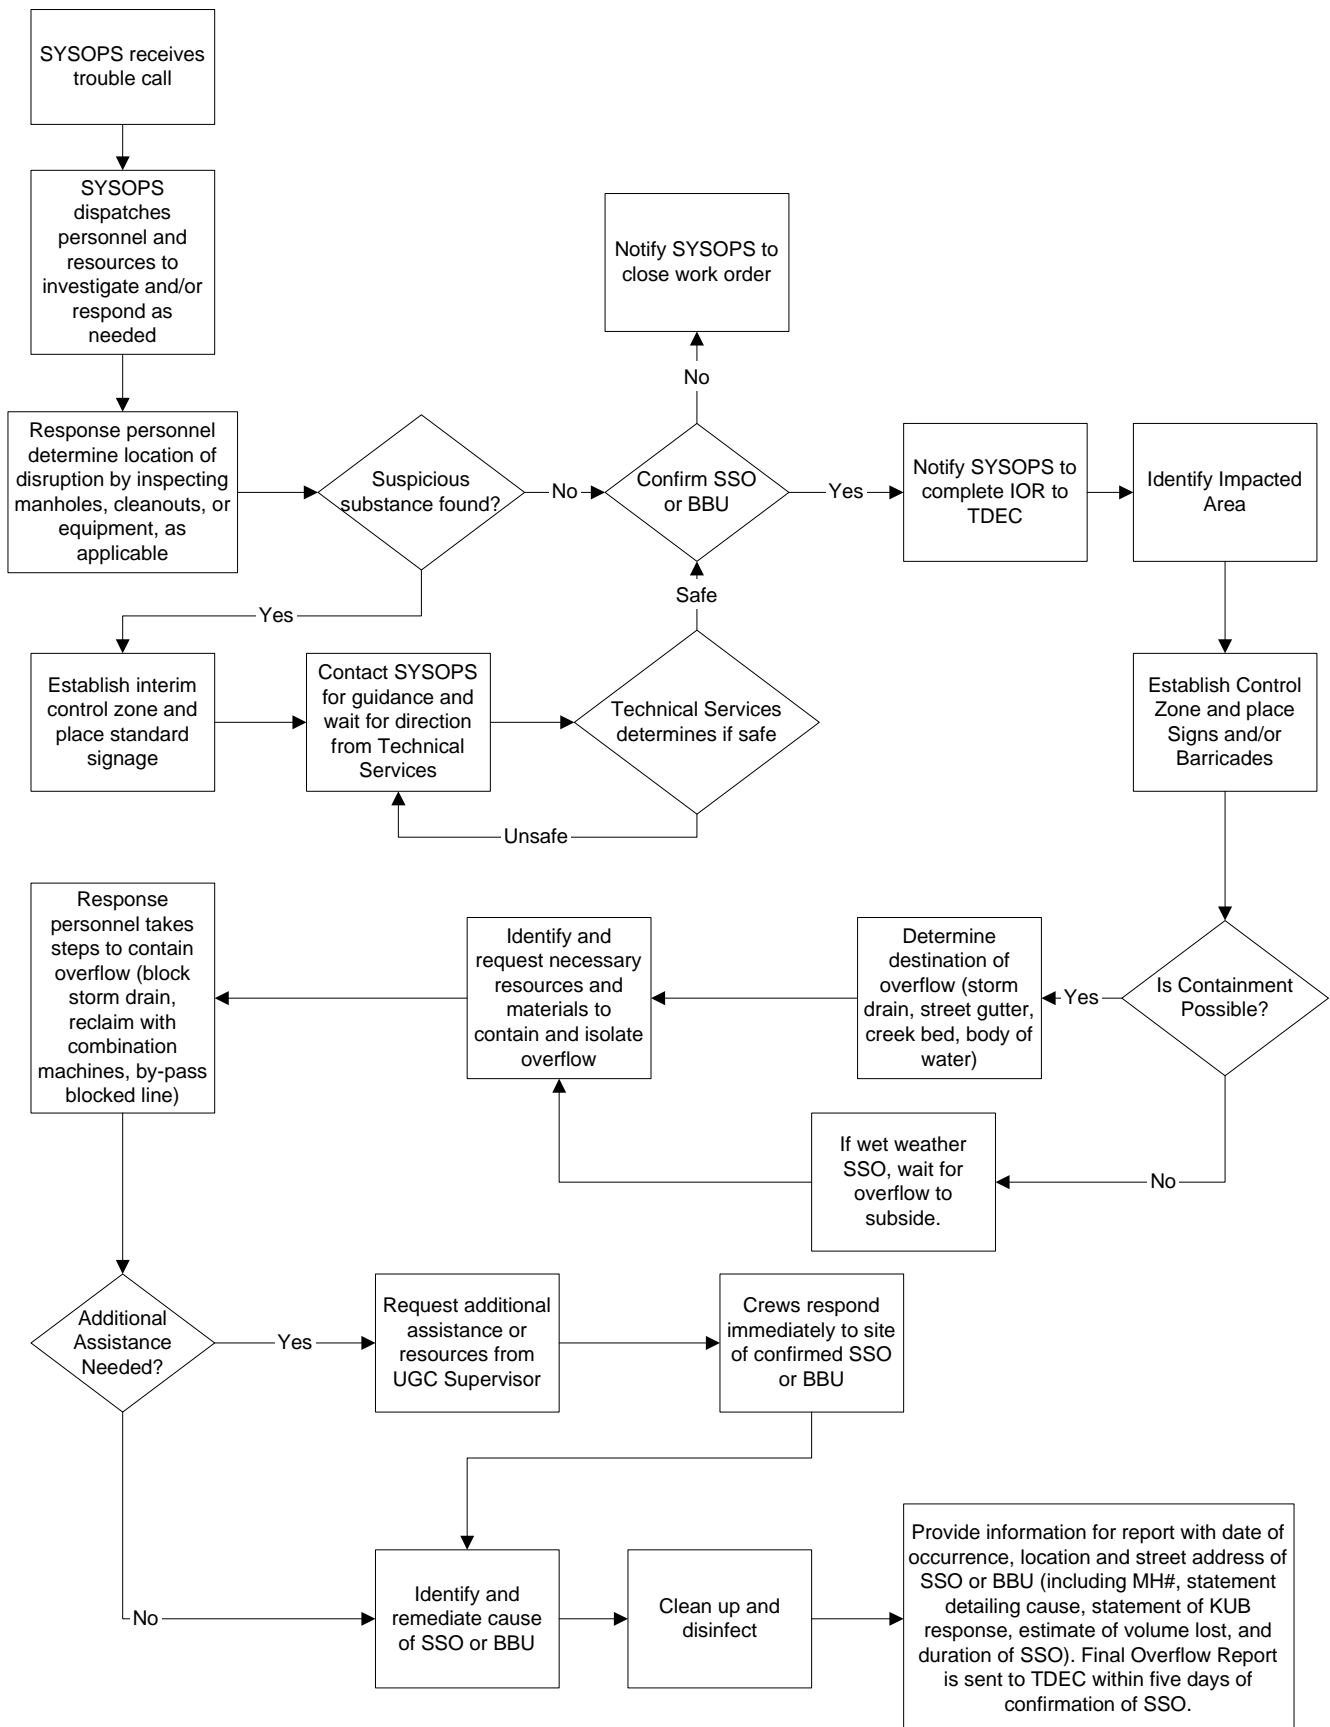 SYSOPS receives
trouble call
SYSOPS
dispatches
personnel and
resources to
investigate and/or
respond as
needed
Notify SYSOPS to
close work order
No
Response personnel
determine location of
disruption by inspecting
manholes, cleanouts, or
equipment, as
applicable
Suspicious
substance found?
No
Confirm SSO
or BBU
Yes
Notify SYSOPS to
complete IOR to
TDEC
Identify Impacted
Area
Yes
Safe
Establish interim
control zone and
place standard
signage
Contact SYSOPS
for guidance and
wait for direction
from Technical
Services
Technical Services
determines if safe
Unsafe
Establish Control
Zone and place
Signs and/or
Barricades
Is Containment
Possible?
Yes
Determine
destination of
overflow (storm
drain, street gutter,
creek bed, body of
water)
Identify and
request necessary
resources and
materials to
contain and isolate
overflow
Response
personnel takes
steps to contain
overflow (block
storm drain,
reclaim with
combination
machines, by-pass
blocked line)
No
If wet weather
SSO, wait for
overflow to
subside.
Additional
Assistance
Needed?
Yes
Request additional
assistance or
resources from
UGC Supervisor
Crews respond
immediately to site
of confirmed SSO
or BBU
No
Identify and
remediate cause
of SSO or BBU
Clean up and
disinfect
Provide information for report with date of
occurrence, location and street address of
SSO or BBU (including MH#, statement
detailing cause, statement of KUB
response, estimate of volume lost, and
duration of SSO). Final Overflow Report
is sent to TDEC within five days of
confirmation of SSO.